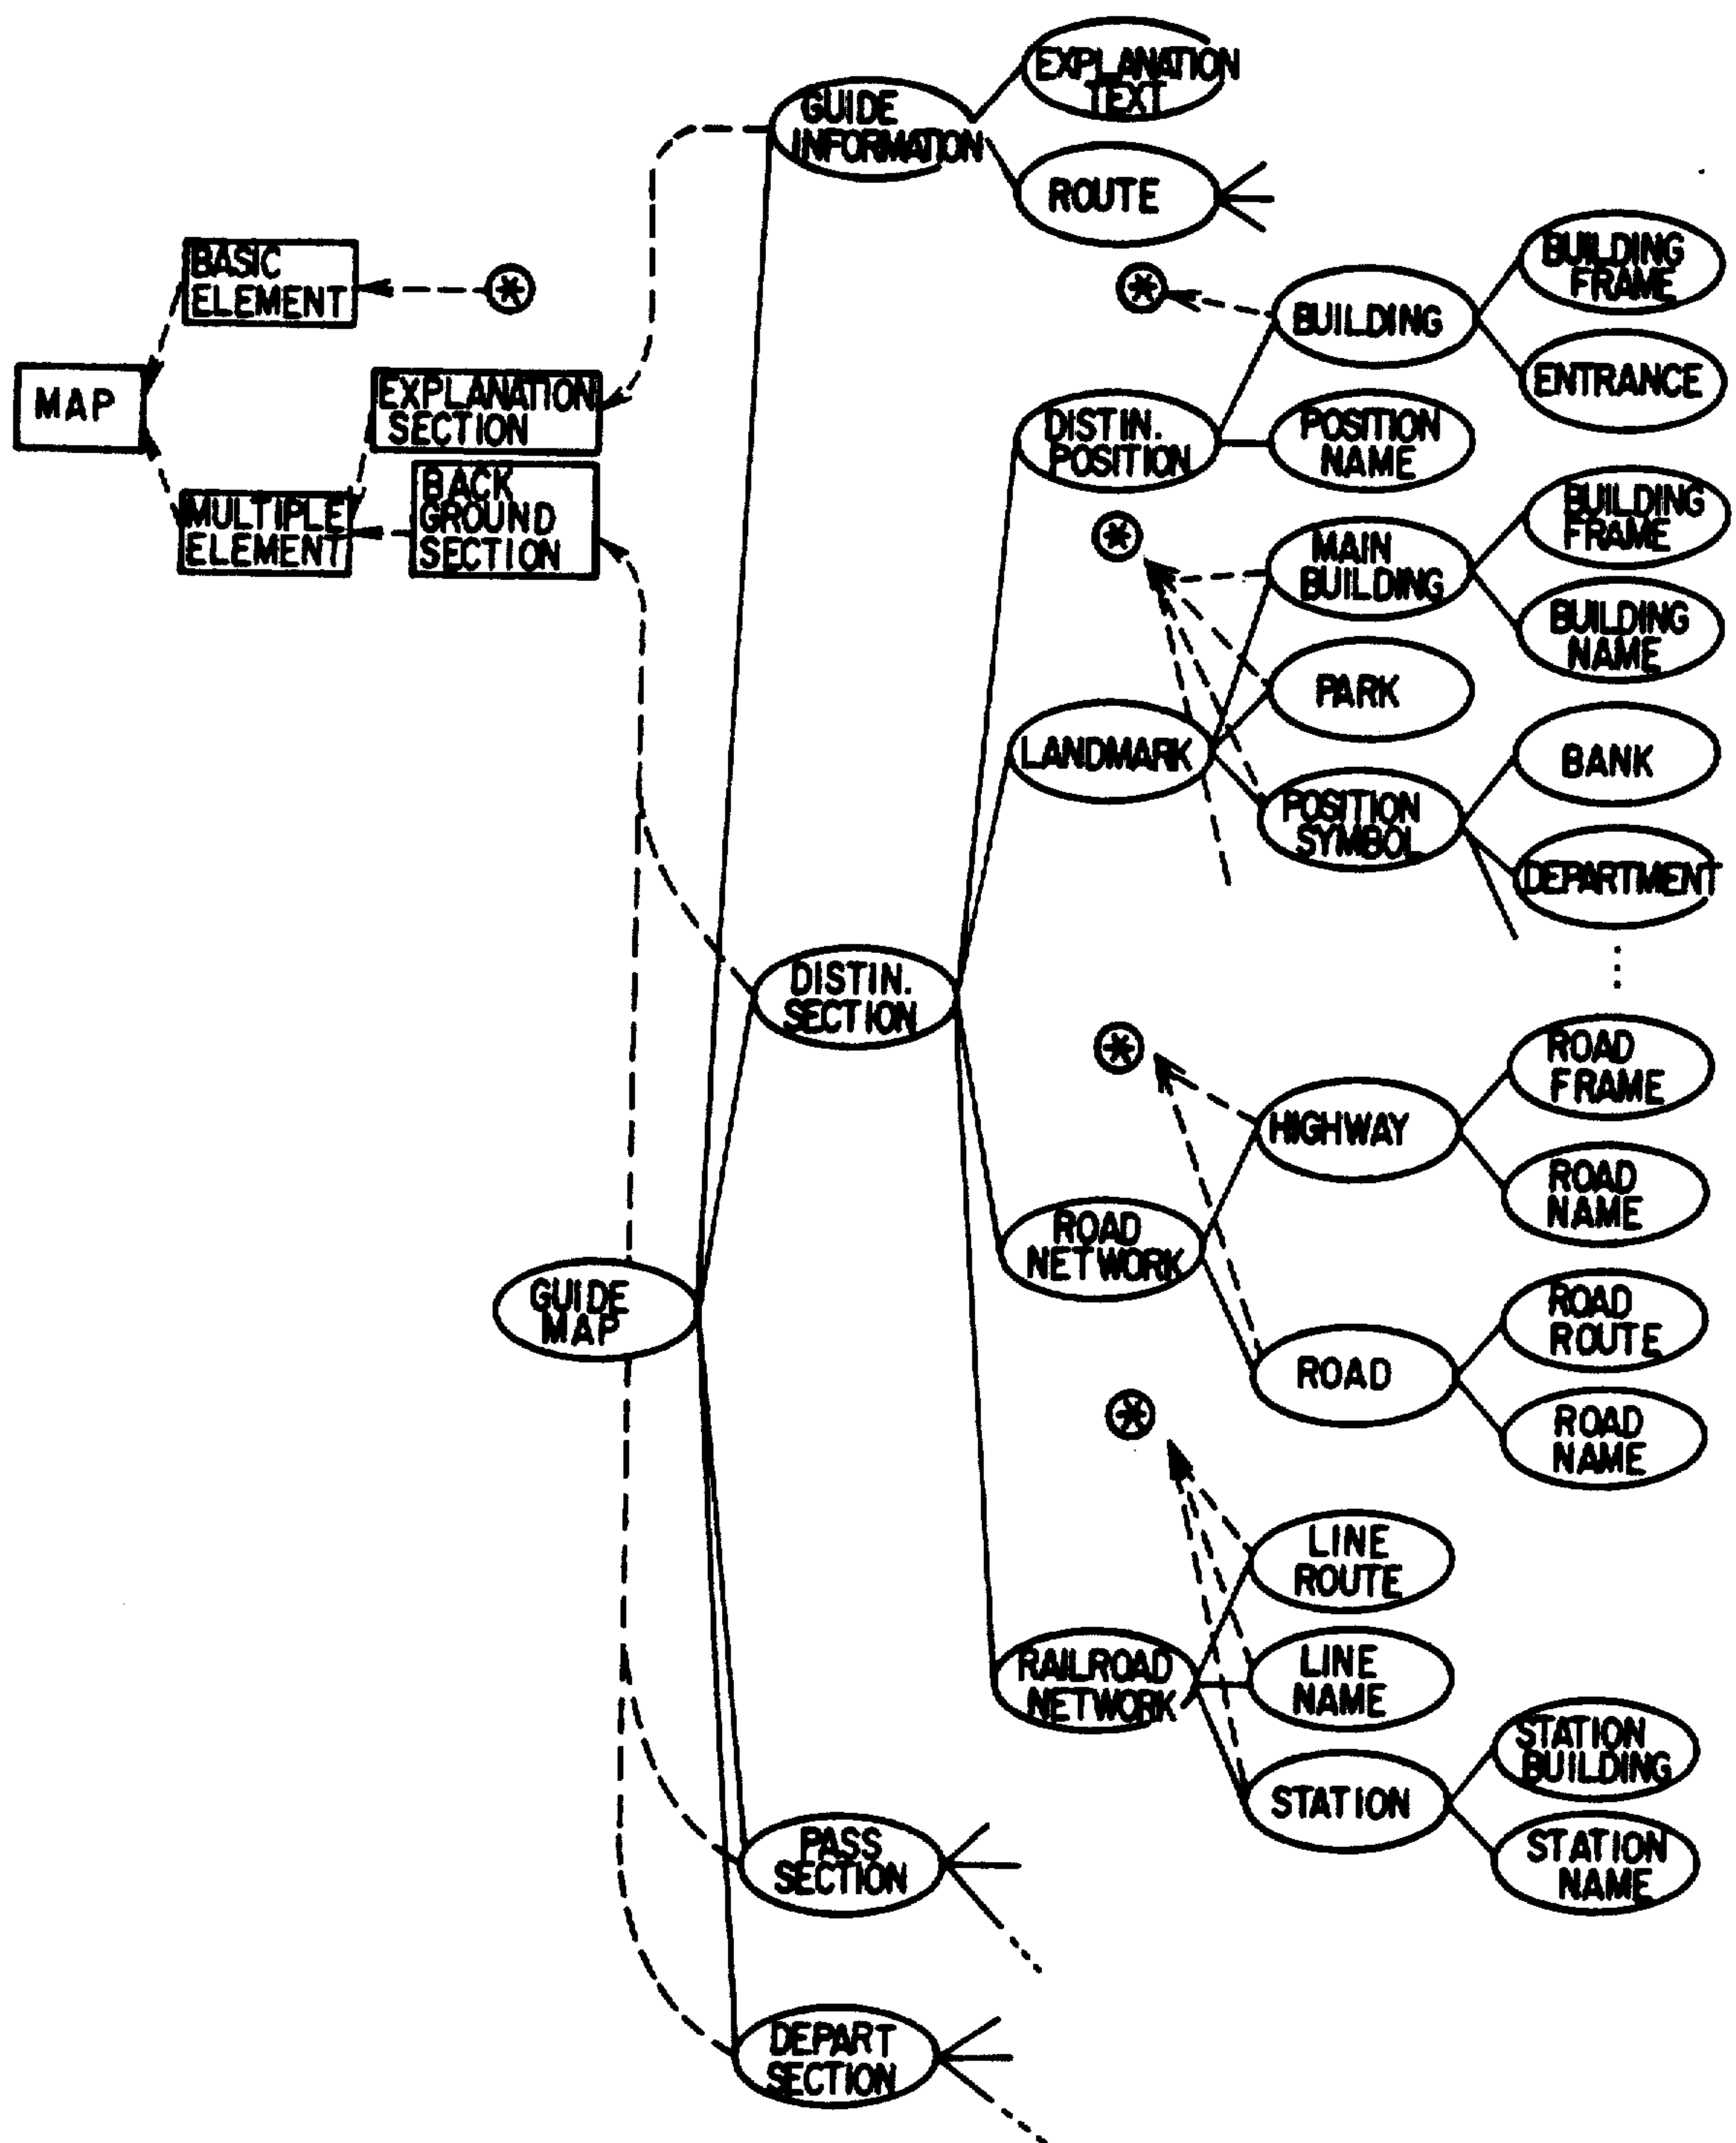 EXPLANATION
TEXT
GUIDE
INFORMATION
ROUTE
BASIC
ELEMENT
*
*
BUILDING
BUILDING
FRAME
ENTRANCE
MAP
EXPLANATION
SECTION
DISTIN.
POSITION
POSITION
NAME
MULTIPLE
ELEMENT
BACK
GROUND
SECTION
*
MAIN
BUILDING
BUILDING
FRAME
BUILDING
NAME
PARK
LANDMARK
POSITION
SYMBOL
BANK
DEPARTMENT
DISTIN.
SECTION
*
HIGHWAY
ROAD
FRAME
ROAD
NAME
ROAD
NETWORK
GUIDE
MAP
ROAD
ROAD
ROUTE
ROAD
NAME
*
LINE
ROUTE
RAILROAD
NETWORK
LINE
NAME
STATION
STATION
BUILDING
STATION
NAME
PASS
SECTION
DEPART
SECTION